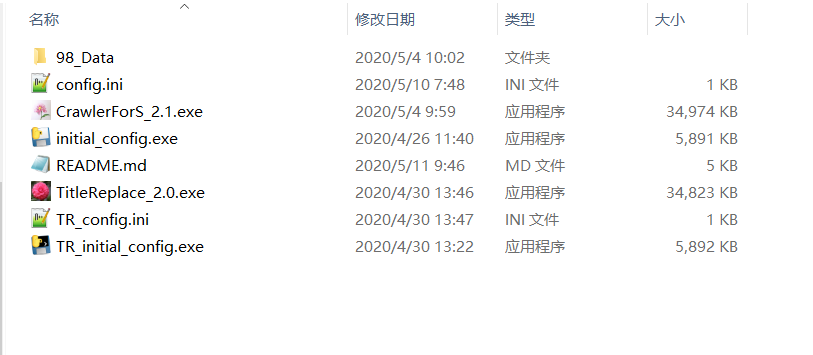 名称 修改日期 类型 大小
98_Data 2020/5/4 10:02 文件夹
config.ini 2020/5/10 7:48 INI 文件 1 KB
CrawlerForS_2.1.exe 2020/5/4 9:59 应用程序 34,974 KB
initial_config.exe 2020/4/26 11:40 应用程序 5,891 KB
README.md 2020/5/11 9:46 MD 文件 5 KB
TitleReplace_2.0.exe 2020/4/30 13:46 应用程序 34,823 KB
TR_config.ini 2020/4/30 13:47 INI 文件 1 KB
TR_initial_config.exe 2020/4/30 13:22 应用程序 5,892 KB